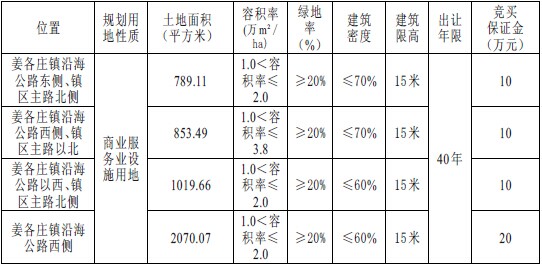 位置 规划用地性质 土地面积(平方米) 容积率(万m²/ha) 绿地率(%) 建筑密度 建筑限高 出让年限 竞买保证金(万元)
姜各庄镇沿海公路东侧、镇区主路北侧 商业服务业设施用地 789.11 1.0<容积率≤2.0 ≥20% ≤70% 15米 40年 10
姜各庄镇沿海公路西侧、镇区主路以北 853.49 1.0<容积率≤3.8 ≥20% ≤70% 15米 10
姜各庄镇沿海公路以西、镇区主路北侧 1019.66 1.0<容积率≤2.0 ≥20% ≤60% 15米 10
姜各庄镇沿海公路西侧 2070.07 1.0<容积率≤2.0 ≥20% ≤60% 15米 20